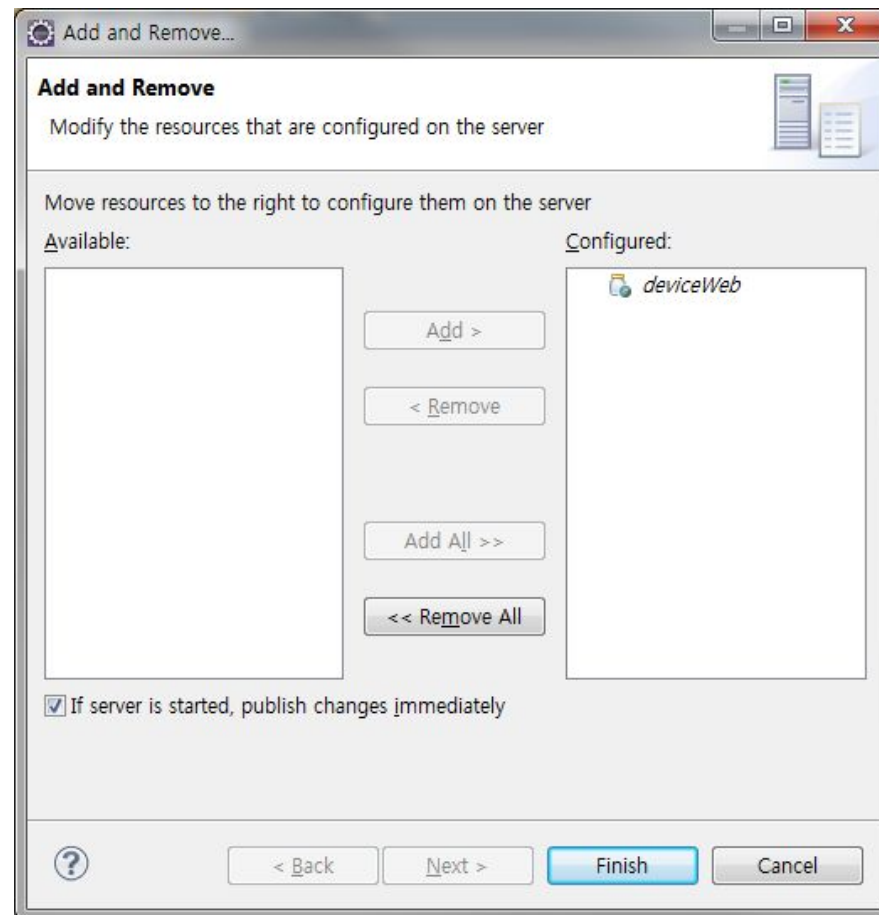 Add and Remove...
Add and Remove
Modify the resources that are configured on the server
Move resources to the right to configure them on the server
Available:
Configured:
deviceWeb
Add >
< Remove
Add All >>
<< Remove All
If server is started, publish changes immediately
?
< Back
Next >
Finish
Cancel